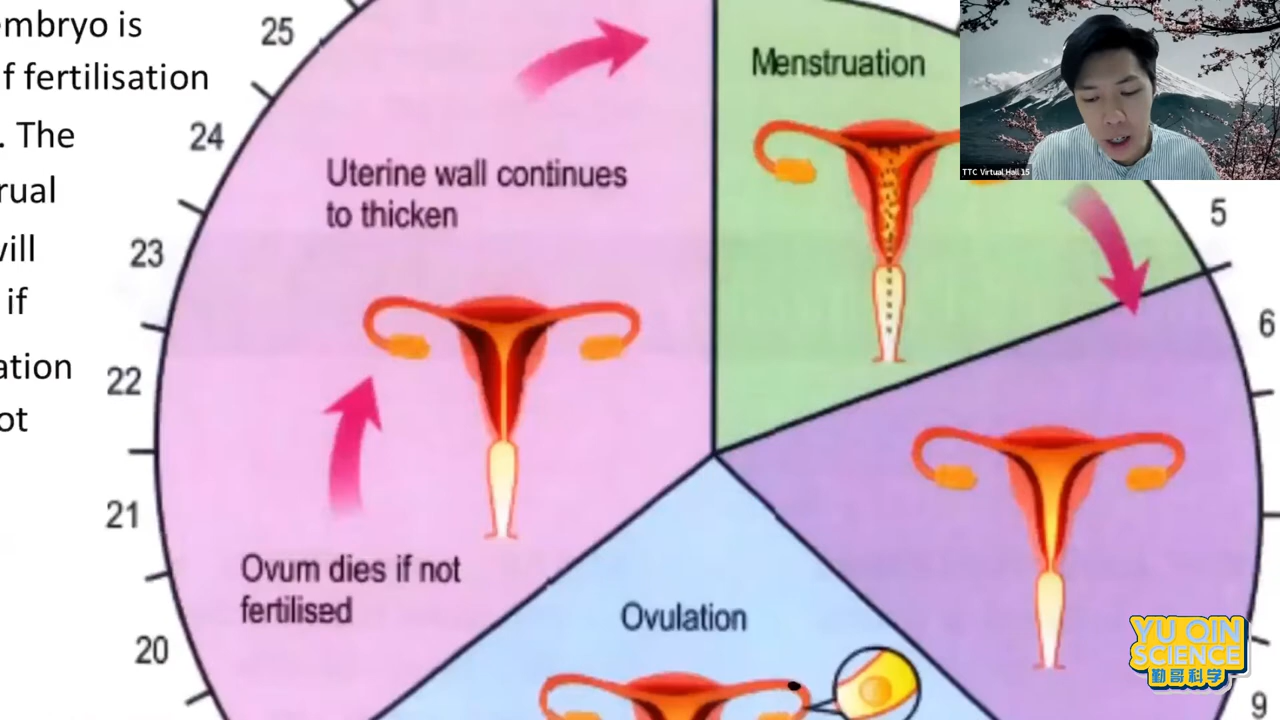 embryo is
f fertilisation
. The
rual
will
if
ation
ot
25
24
23
22
21
20
Uterine wall continues
to thicken
Ovum dies if not
fertilised
Menstruation
Ovulation
5
6
9
TTC Virtual Hall 15
YU QIN
SCIENCE
勤哥科学